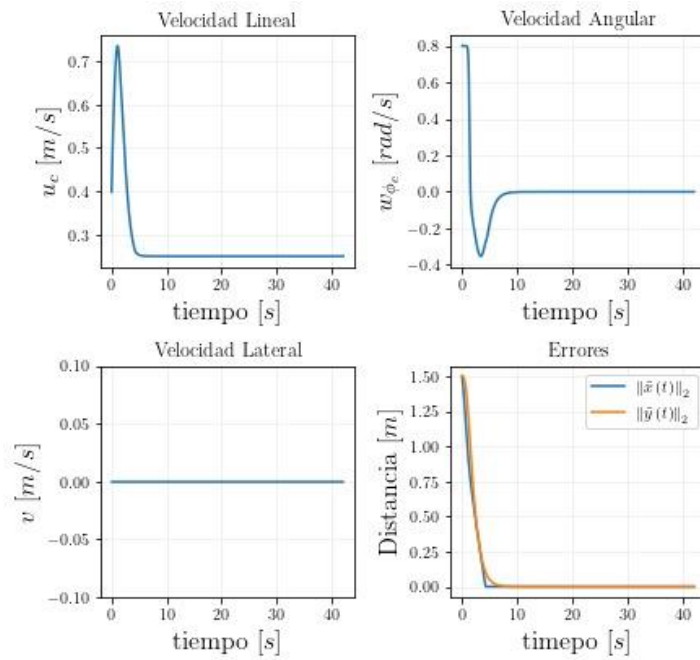 Velocidad Lineal
0.7
0.6
0.5
0.4
0.3
u_c [m/s]
0 10 20 30 40
tiempo [s]
Velocidad Angular
0.8
0.6
0.4
0.2
0.0
−0.2
−0.4
w_{\dot{ϕ}_c} [rad/s]
0 10 20 30 40
tiempo [s]
Velocidad Lateral
0.10
0.05
0.00
−0.05
−0.10
v [m/s]
0 10 20 30 40
tiempo [s]
Errores
1.50
1.25
1.00
0.75
0.50
0.25
0.00
Distancia [m]
‖x̃(t)‖₂
‖ỹ(t)‖₂
0 10 20 30 40
timepo [s]